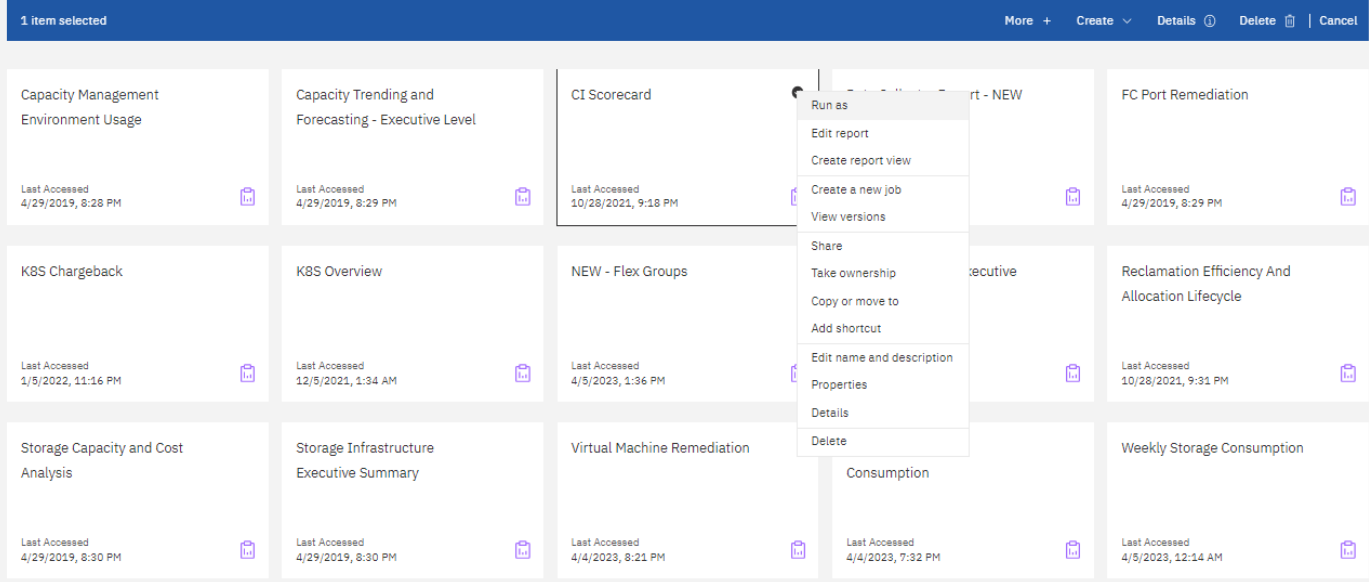 1 item selected
More +
Create
Details
Delete
Cancel
Capacity Management
Environment Usage
Last Accessed
4/29/2019, 8:28 PM
Capacity Trending and
Forecasting - Executive Level
Last Accessed
4/29/2019, 8:29 PM
CI Scorecard
Last Accessed
10/28/2021, 9:18 PM
- NEW
FC Port Remediation
Last Accessed
4/29/2019, 8:29 PM
Run as
Edit report
Create report view
Create a new job
View versions
Share
Take ownership
Copy or move to
Add shortcut
Edit name and description
Properties
Details
Delete
K8S Chargeback
Last Accessed
1/5/2022, 11:16 PM
K8S Overview
Last Accessed
12/5/2021, 1:34 AM
NEW - Flex Groups
Last Accessed
4/5/2023, 1:36 PM
ecutive
Reclamation Efficiency And
Allocation Lifecycle
Last Accessed
10/28/2021, 9:31 PM
Storage Capacity and Cost
Analysis
Last Accessed
4/29/2019, 8:30 PM
Storage Infrastructure
Executive Summary
Last Accessed
4/29/2019, 8:30 PM
Virtual Machine Remediation
Last Accessed
4/4/2023, 8:21 PM
Consumption
Last Accessed
4/4/2023, 7:32 PM
Weekly Storage Consumption
Last Accessed
4/5/2023, 12:14 AM